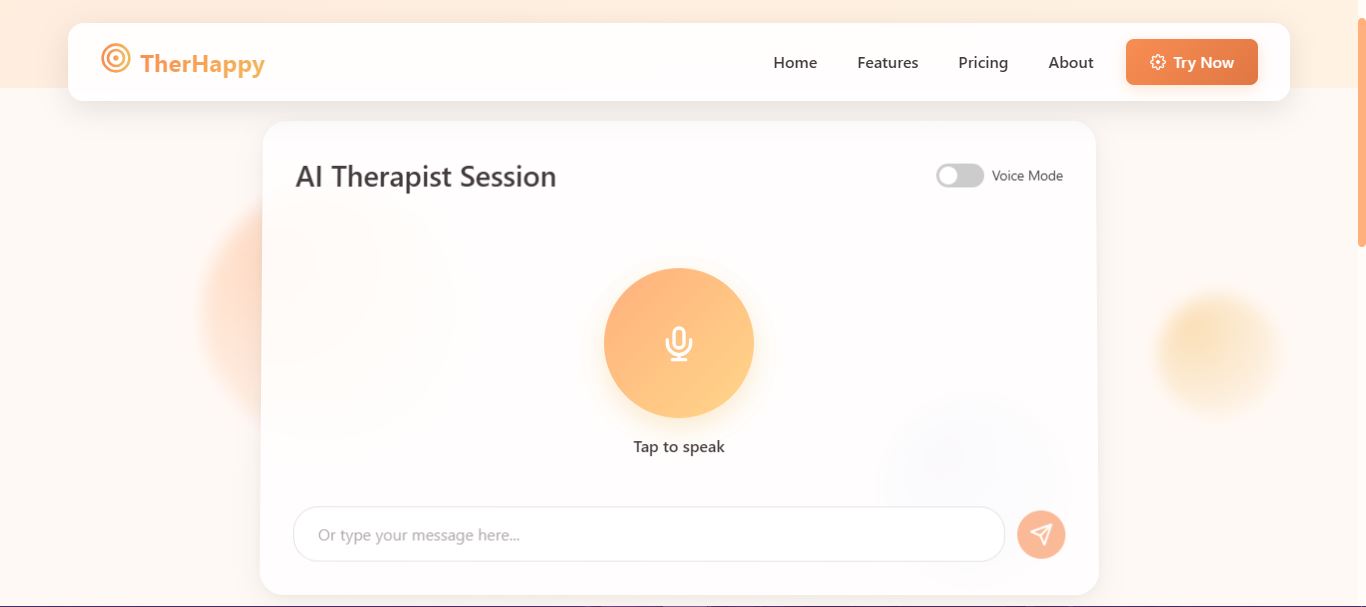 TherHappy
Home
Features
Pricing
About
Try Now
AI Therapist Session
Voice Mode
Tap to speak
Or type your message here...